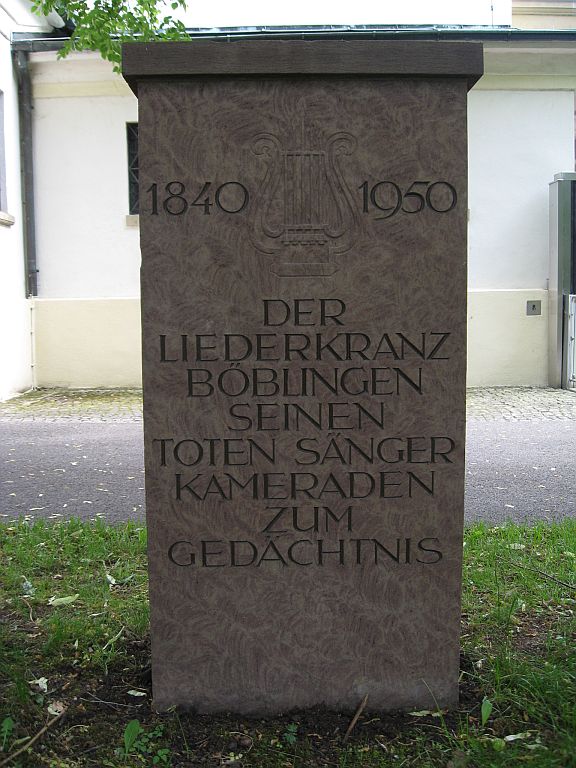 1840 1950
DER
LIEDERKRANZ
BÖBLINGEN
SEINEN
TOTEN SÄNGER
KAMERADEN
ZUM
GEDÄCHTNIS